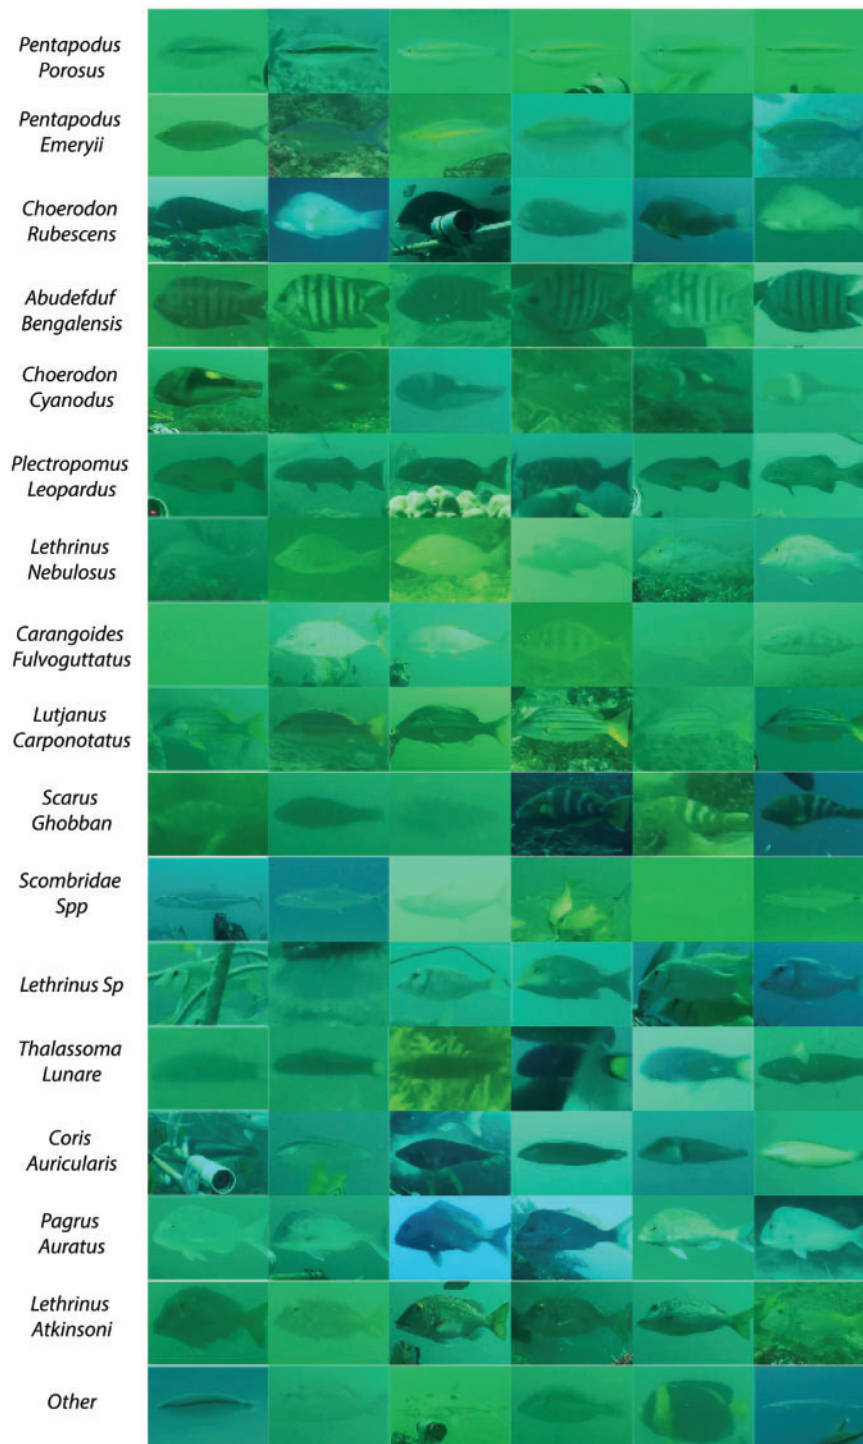 Pentapodus
Porosus
Pentapodus
Emeryii
Choerodon
Rubescens
Abudefduf
Bengalensis
Choerodon
Cyanodus
Plectropomus
Leopardus
Lethrinus
Nebulosus
Carangoides
Fulvoguttatus
Lutjanus
Carponotatus
Scarus
Ghobban
Scombridae
Spp
Lethrinus Sp
Thalassoma
Lunare
Coris
Auricularis
Pagrus
Auratus
Lethrinus
Atkinsoni
Other